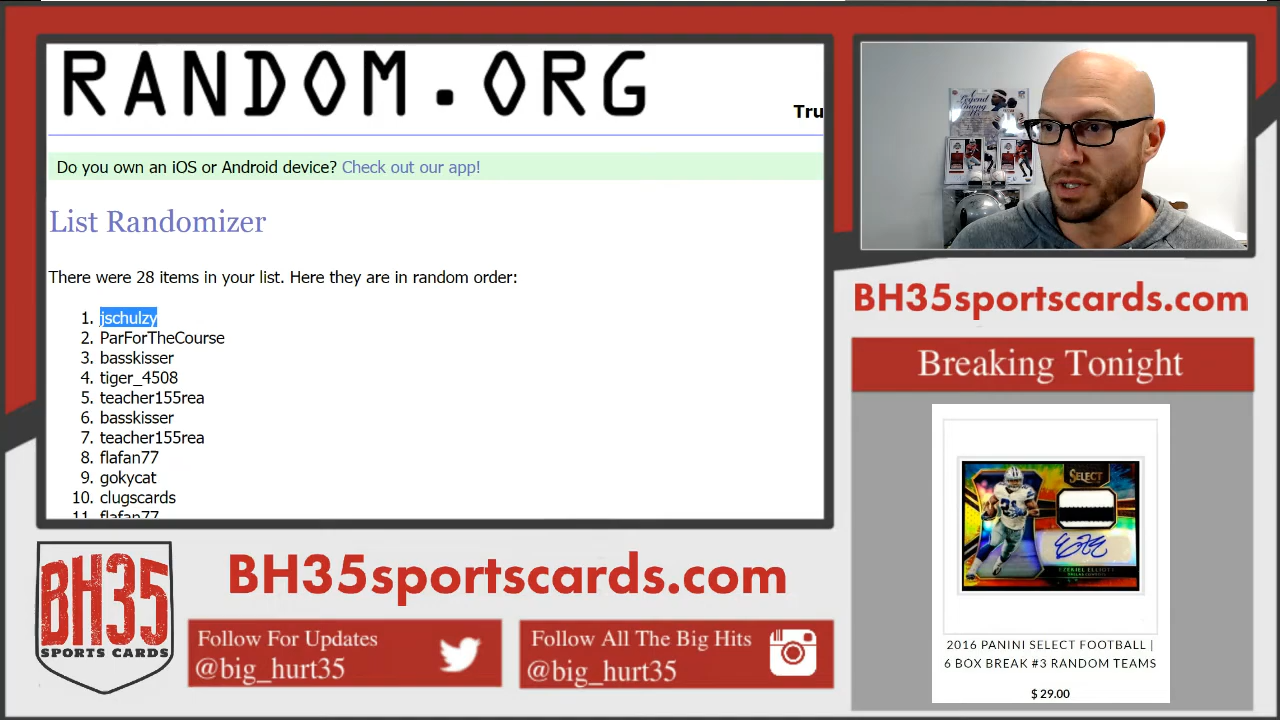 RANDOM.ORG
Tru
Do you own an iOS or Android device? Check out our app!
List Randomizer
There were 28 items in your list. Here they are in random order:
1. jschulzy
2. ParForTheCourse
3. basskisser
4. tiger_4508
5. teacher155rea
6. basskisser
7. teacher155rea
8. flafan77
9. gokycat
10. clugscards
11. flafan77
BH35sportscards.com
Breaking Tonight
SELECT
EZEKIEL ELLIOTT
2016 PANINI SELECT FOOTBALL |
6 BOX BREAK #3 RANDOM TEAMS
$ 29.00
BH35
SPORTS CARDS
BH35sportscards.com
Follow For Updates
@big_hurt35
Follow All The Big Hits
@big_hurt35